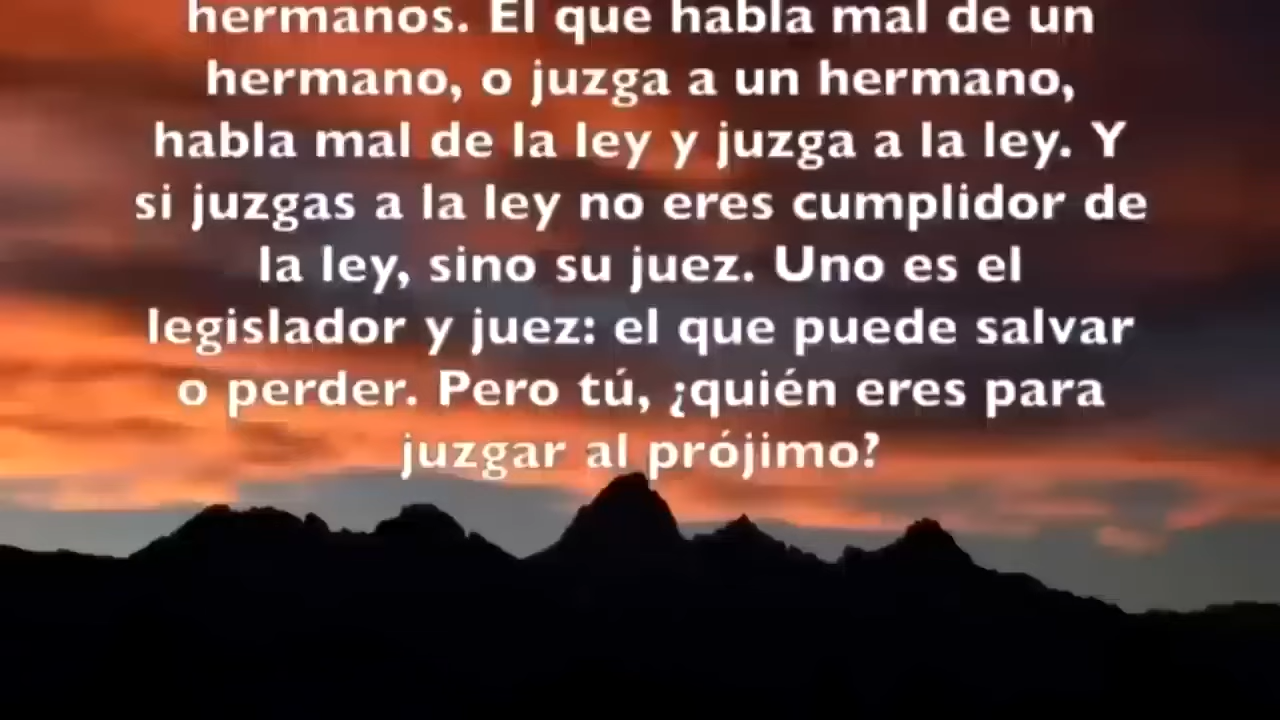 hermanos. El que habla mal de un
hermano, o juzga a un hermano,
habla mal de la ley y juzga a la ley. Y
si juzgas a la ley no eres cumplidor de
la ley, sino su juez. Uno es el
legislador y juez: el que puede salvar
o perder. Pero tú, ¿quién eres para
juzgar al prójimo?